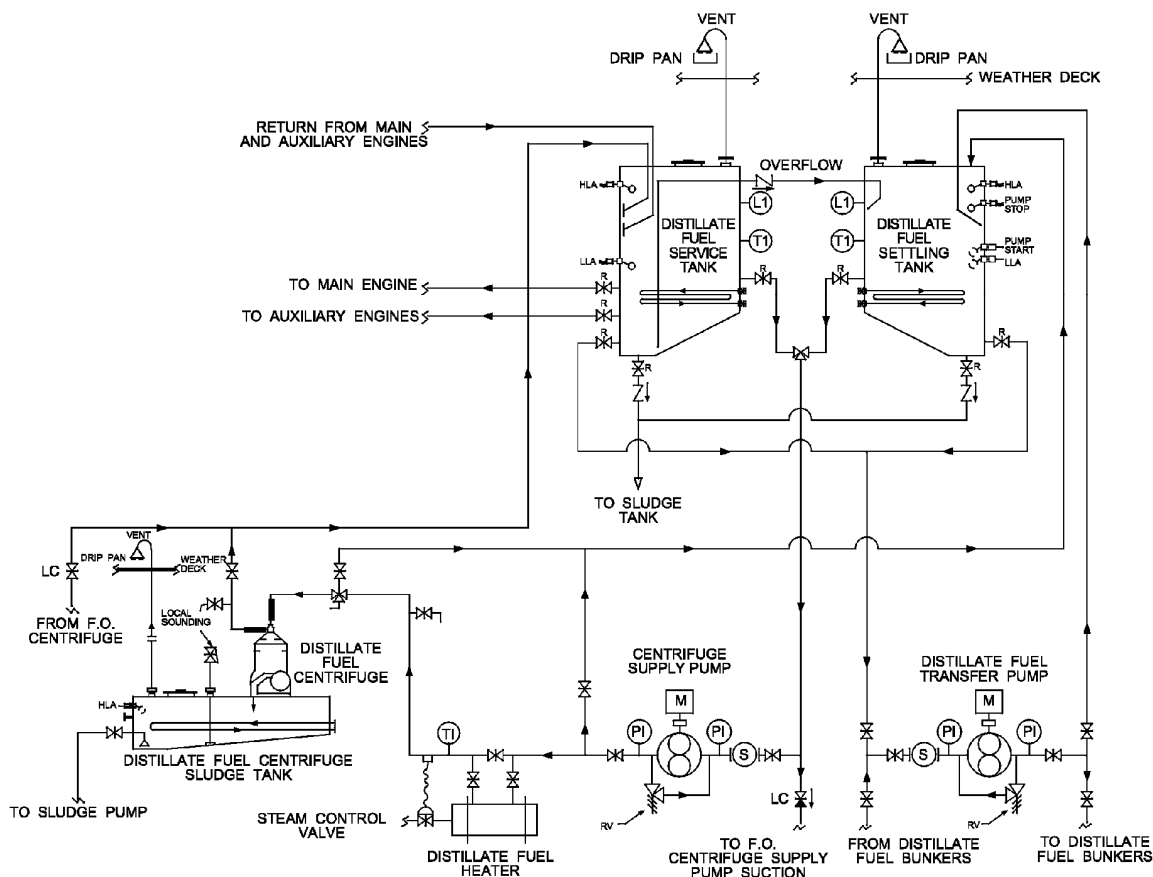 VENT
VENT
DRIP PAN
DRIP PAN
WEATHER DECK
RETURN FROM MAIN
AND AUXILIARY ENGINES
OVERFLOW
HLA
L1
L1
HLA
PUMP
STOP
DISTILLATE
FUEL
SERVICE
TANK
DISTILLATE
FUEL
SETTLING
TANK
T1
T1
PUMP
START
LLA
LLA
R
R
R
TO MAIN ENGINE
R
TO AUXILIARY ENGINES
R
R
R
R
TO SLUDGE
TANK
VENT
DRIP PAN
WEATHER
DECK
LC
LOCAL
SOUNDING
FROM F.O.
CENTRIFUGE
DISTILLATE
FUEL
CENTRIFUGE
HLA
DISTILLATE FUEL CENTRIFUGE
SLUDGE TANK
TO SLUDGE PUMP
CENTRIFUGE
SUPPLY PUMP
M
PI
PI
S
TI
RV
STEAM CONTROL
VALVE
DISTILLATE FUEL
HEATER
LC
TO F.O.
CENTRIFUGE SUPPLY
PUMP SUCTION
DISTILLATE FUEL
TRANSFER PUMP
M
S
PI
PI
RV
FROM DISTILLATE
FUEL BUNKERS
TO DISTILLATE
FUEL BUNKERS